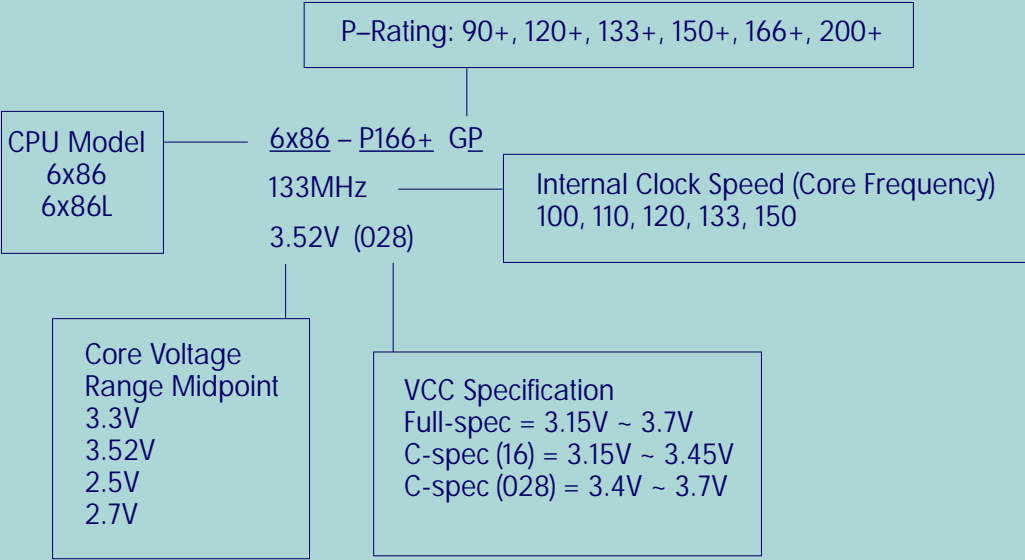 P–Rating: 90+, 120+, 133+, 150+, 166+, 200+
CPU Model
6x86
6x86L
6x86 – P166+ GP
133MHz
3.52V (028)
Internal Clock Speed (Core Frequency)
100, 110, 120, 133, 150
Core Voltage
Range Midpoint
3.3V
3.52V
2.5V
2.7V
VCC Specification
Full-spec = 3.15V ~ 3.7V
C-spec (16) = 3.15V ~ 3.45V
C-spec (028) = 3.4V ~ 3.7V